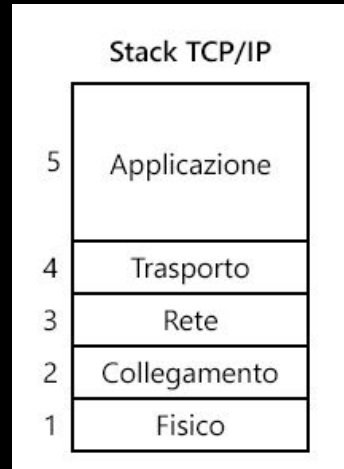 Stack TCP/IP
5 Applicazione
4 Trasporto
3 Rete
2 Collegamento
1 Fisico